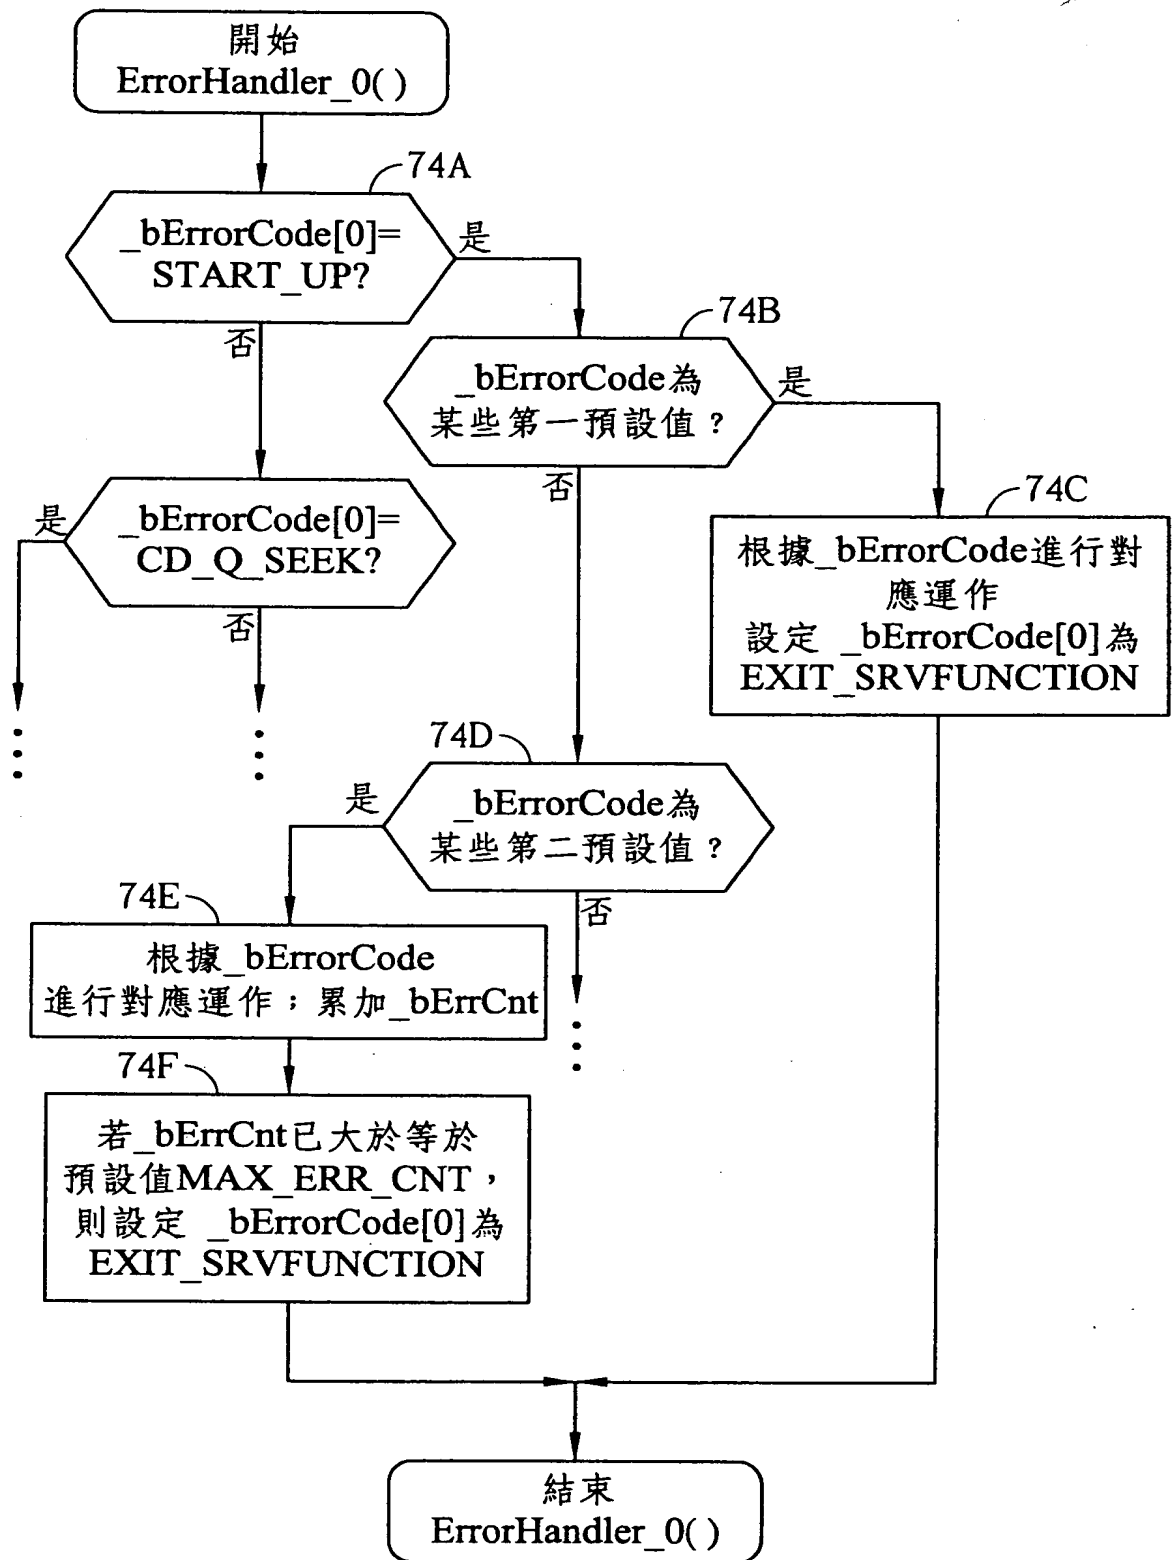 開始
ErrorHandler_0( )
74A
_bErrorCode[0]=
START_UP?
是
否
74B
_bErrorCode為
某些第一預設值？
是
否
_bErrorCode[0]=
CD_Q_SEEK?
是
否
74C
根據_bErrorCode進行對
應運作
設定 _bErrorCode[0]為
EXIT_SRVFUNCTION
74D
_bErrorCode為
某些第二預設值？
是
否
74E
根據_bErrorCode
進行對應運作；累加_bErrCnt
74F
若_bErrCnt已大於等於
預設值MAX_ERR_CNT，
則設定 _bErrorCode[0]為
EXIT_SRVFUNCTION
結束
ErrorHandler_0( )